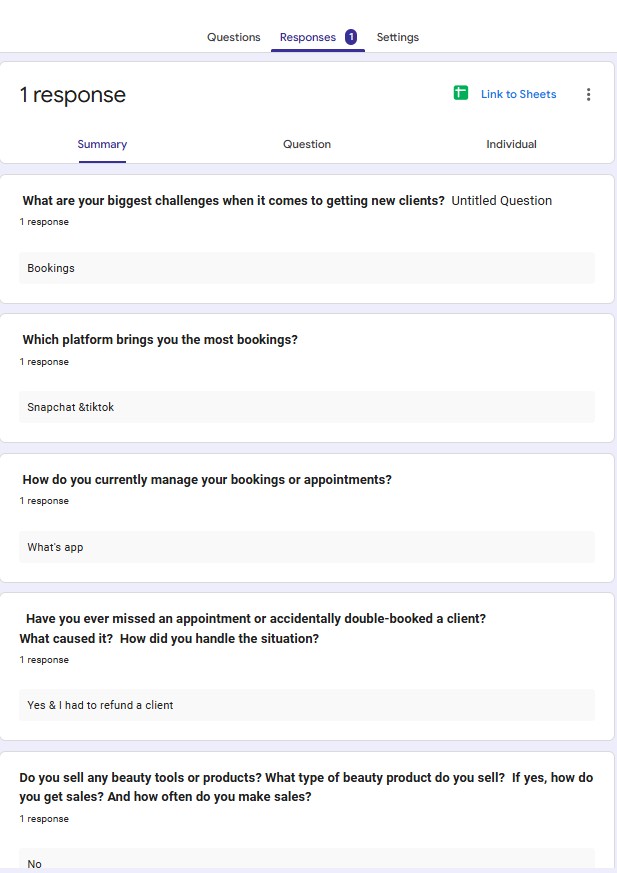 Questions Responses 1 Settings
1 response
Link to Sheets
Summary Question Individual
What are your biggest challenges when it comes to getting new clients? Untitled Question
1 response
Bookings
Which platform brings you the most bookings?
1 response
Snapchat &tiktok
How do you currently manage your bookings or appointments?
1 response
What's app
Have you ever missed an appointment or accidentally double-booked a client?
What caused it? How did you handle the situation?
1 response
Yes & I had to refund a client
Do you sell any beauty tools or products? What type of beauty product do you sell? If yes, how do
you get sales? And how often do you make sales?
1 response
No